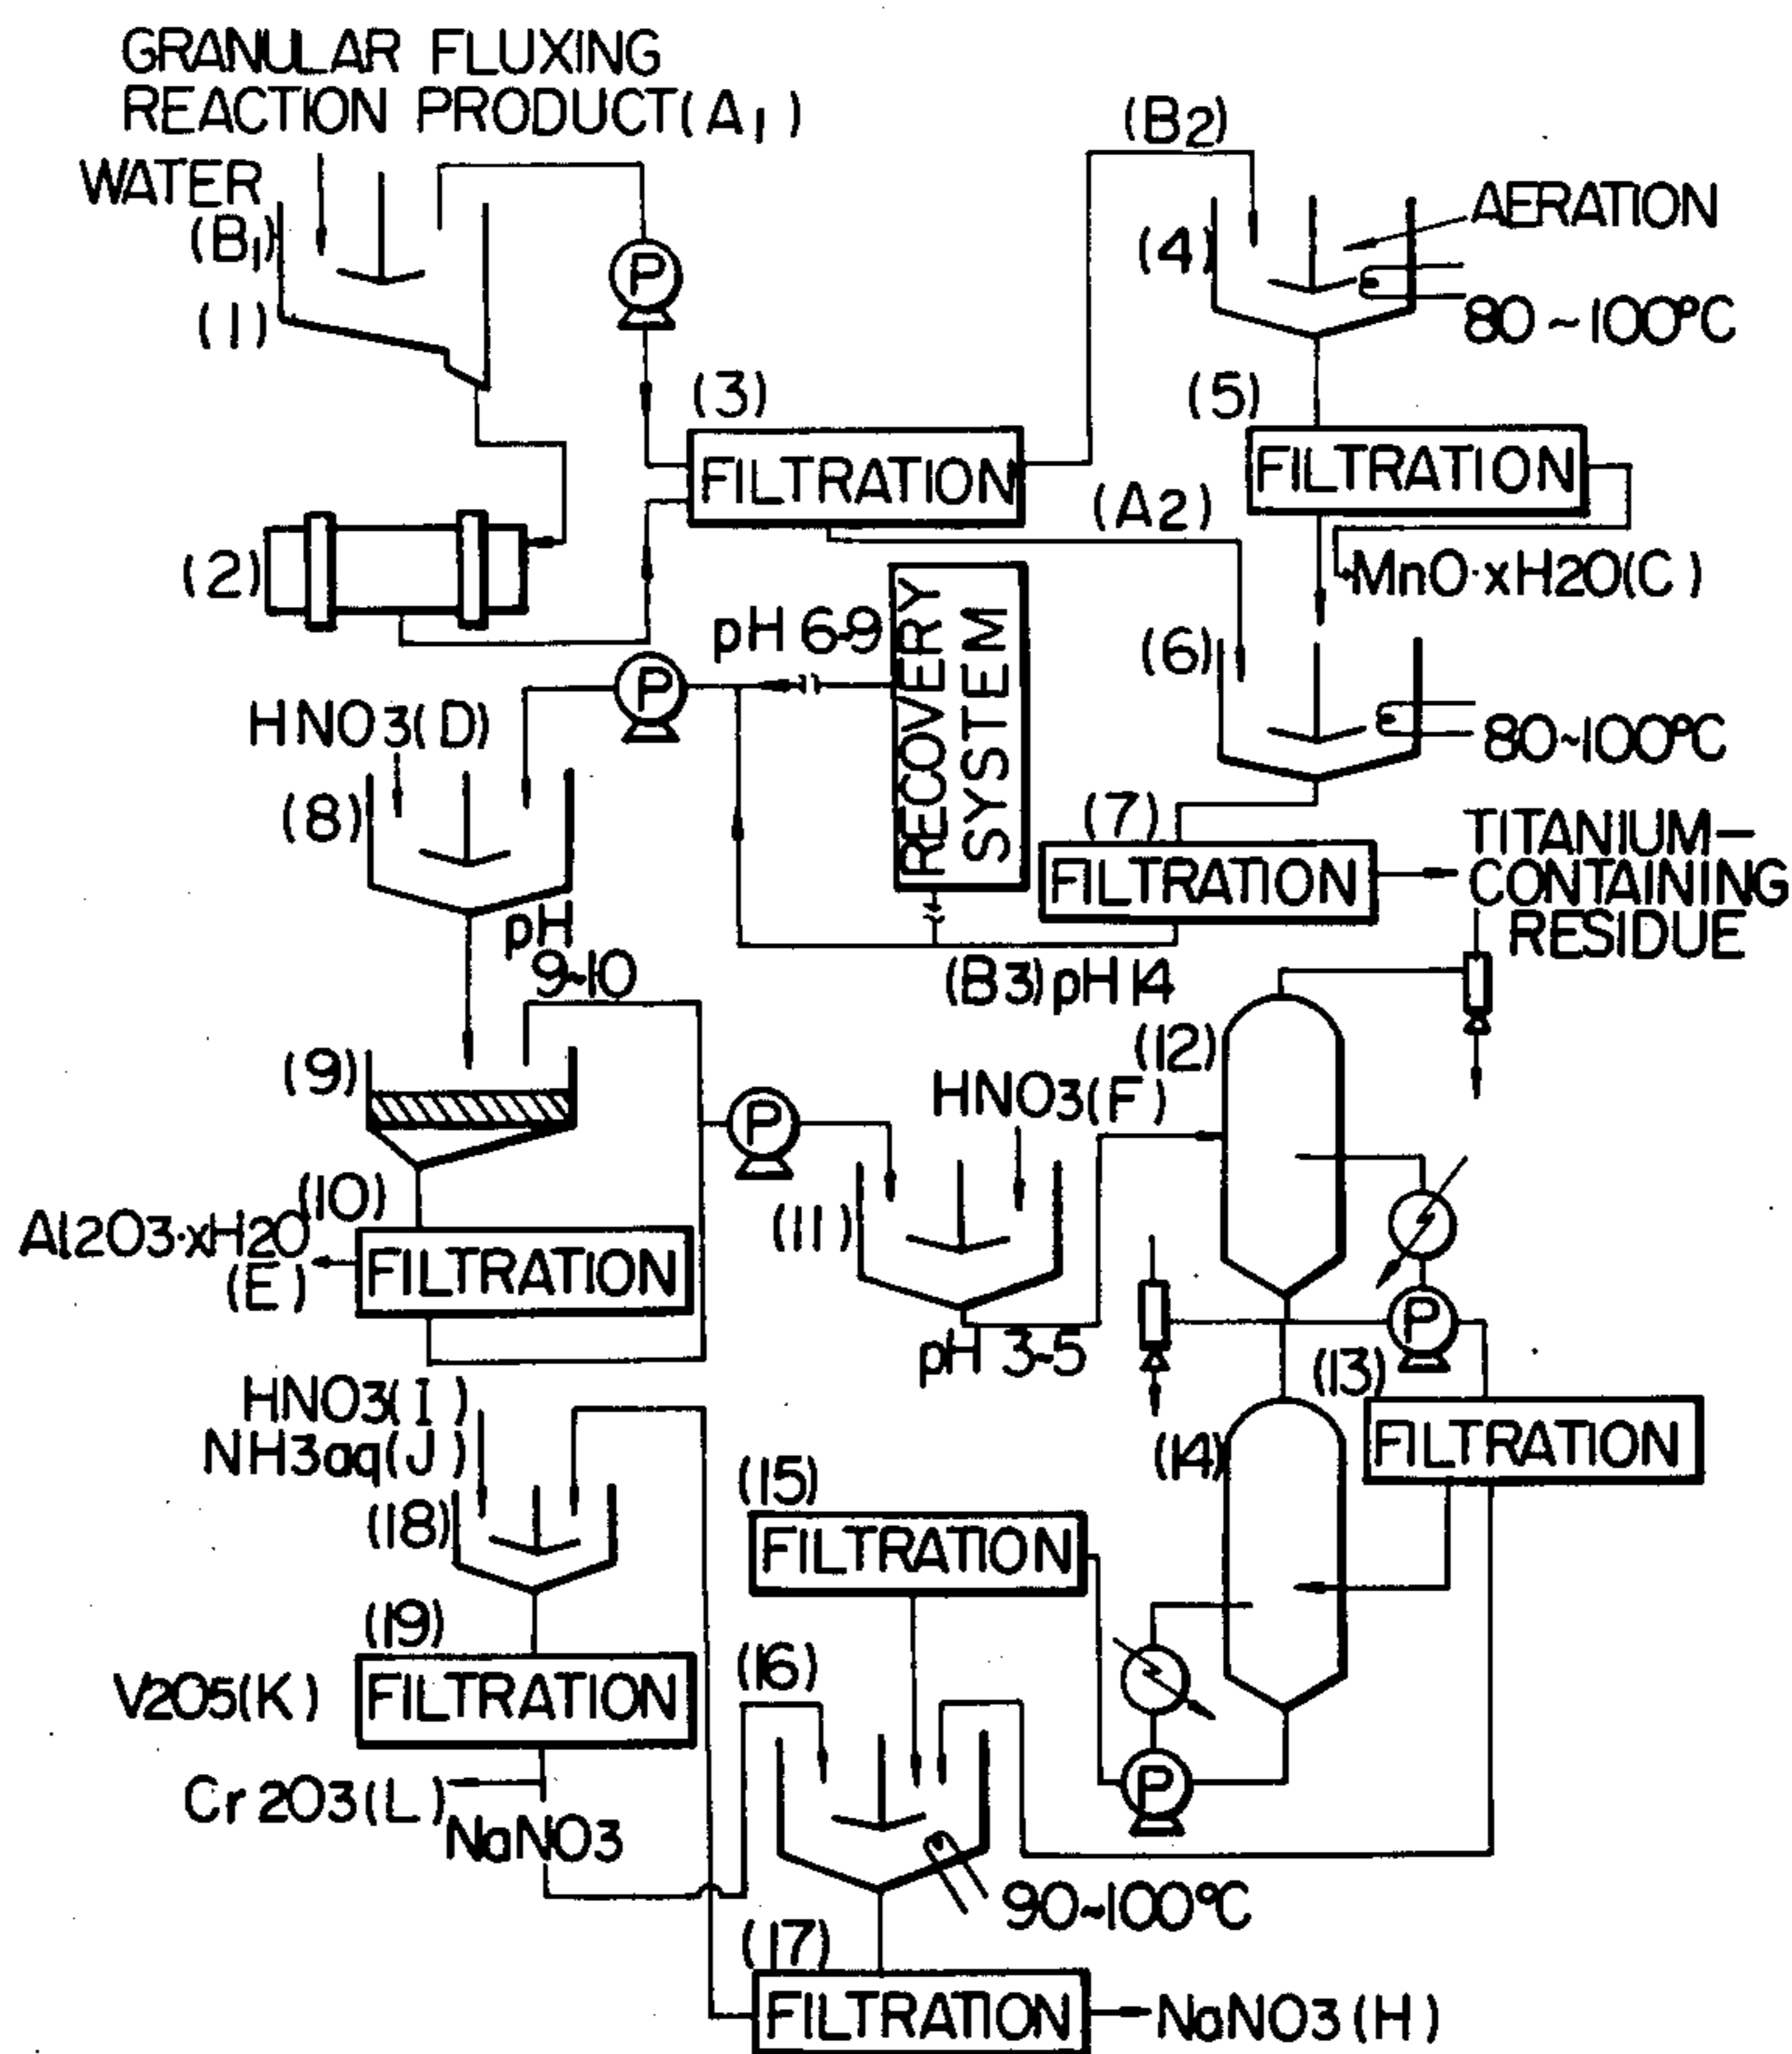 GRANULAR FLUXING
REACTION PRODUCT(A1)
WATER
(B1)
(1)
P
(B2)
AERATION
(4)
80~100°C
(3)
FILTRATION
(5)
FILTRATION
(A2)
MnO·xH2O(C)
(2)
pH 6-9
RECOVERY
SYSTEM
(6)
80~100°C
P
HNO3(D)
(8)
(7)
FILTRATION
TITANIUM-
CONTAINING
RESIDUE
pH
9~10
(B3)pH14
(9)
(12)
HNO3(F)
P
(10)
(11)
Al2O3·xH2O
(E)
FILTRATION
pH 3-5
P
(13)
FILTRATION
HNO3(I)
NH3aq(J)
(18)
(14)
(15)
FILTRATION
(19)
V2O5(K)
FILTRATION
(16)
P
Cr2O3(L)
NaNO3
90~100°C
(17)
FILTRATION
NaNO3(H)